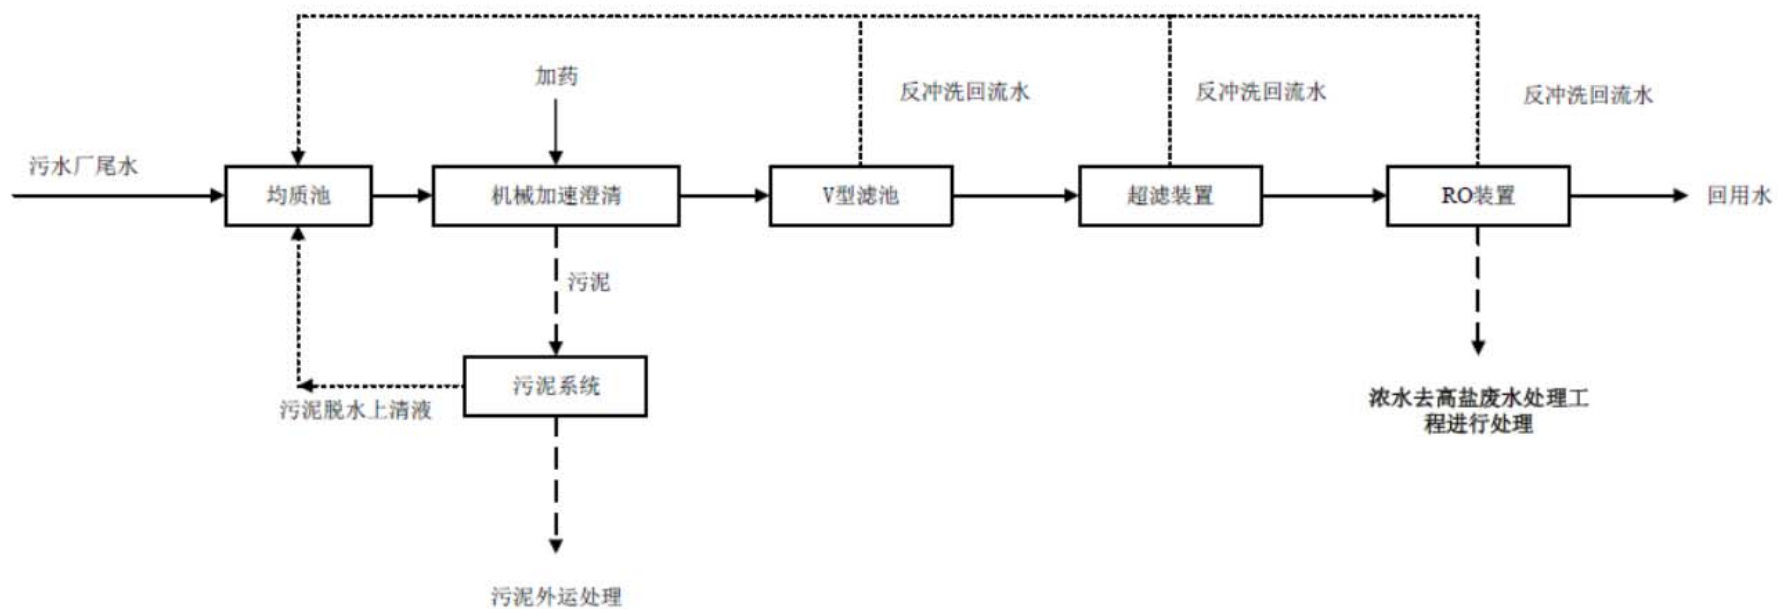 加药
反冲洗回流水
反冲洗回流水
反冲洗回流水
污水厂尾水
均质池
机械加速澄清
V型滤池
超滤装置
RO装置
回用水
污泥
污泥系统
污泥脱水上清液
浓水去高盐废水处理工
程进行处理
污泥外运处理